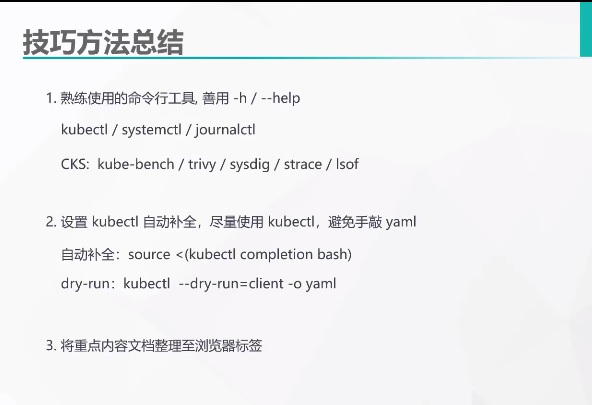 技巧方法总结
1. 熟练使用的命令行工具, 善用 -h / --help
kubectl / systemctl / journalctl
CKS: kube-bench / trivy / sysdig / strace / lsof
2. 设置 kubectl 自动补全，尽量使用 kubectl，避免手敲 yaml
自动补全：source <(kubectl completion bash)
dry-run：kubectl --dry-run=client -o yaml
3. 将重点内容文档整理至浏览器标签